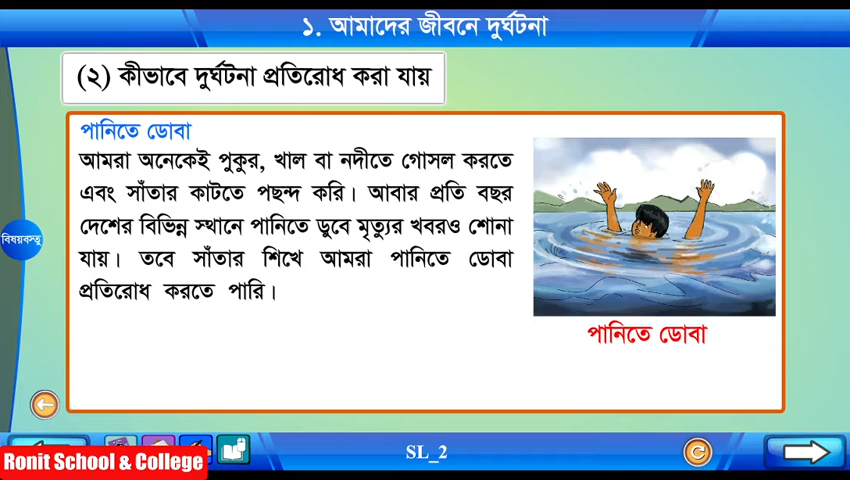 ১. আমাদের জীবনে দুর্ঘটনা
(২) কীভাবে দুর্ঘটনা প্রতিরোধ করা যায়
পানিতে ডোবা
আমরা অনেকেই পুকুর, খাল বা নদীতে গোসল করতে
এবং সাঁতার কাটতে পছন্দ করি। আবার প্রতি বছর
দেশের বিভিন্ন স্থানে পানিতে ডুবে মৃত্যুর খবরও শোনা
যায়। তবে সাঁতার শিখে আমরা পানিতে ডোবা
প্রতিরোধ করতে পারি।
পানিতে ডোবা
বিষয়বস্তু
SL_2
Ronit School & College